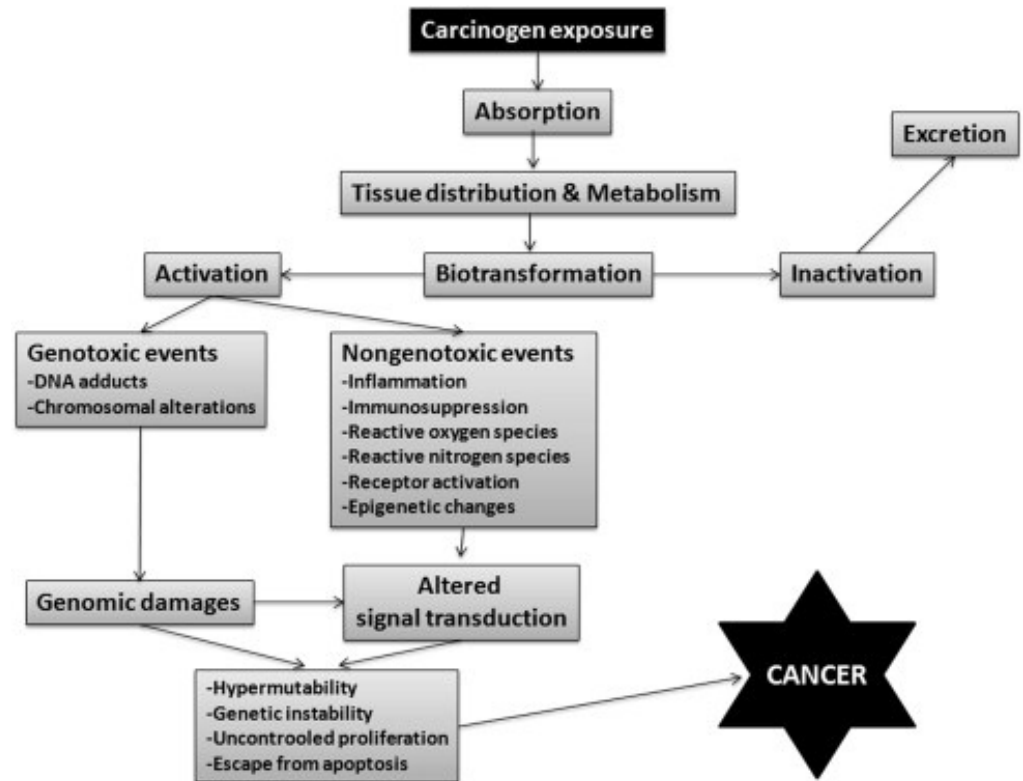 Carcinogen exposure
Absorption
Excretion
Tissue distribution & Metabolism
Activation
Biotransformation
Inactivation
Genotoxic events
-DNA adducts
-Chromosomal alterations
Nongenotoxic events
-Inflammation
-Immunosuppression
-Reactive oxygen species
-Reactive nitrogen species
-Receptor activation
-Epigenetic changes
Genomic damages
Altered
signal transduction
-Hypermutability
-Genetic instability
-Uncontrooled proliferation
-Escape from apoptosis
CANCER